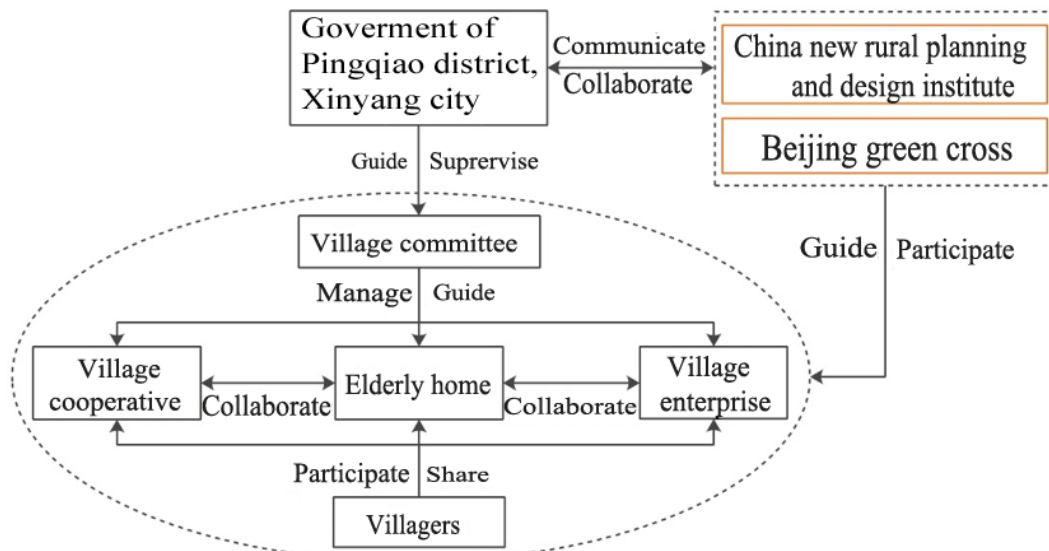 Goverment of
Pingqiao district,
Xinyang city
Communicate
Collaborate
China new rural planning
and design institute
Beijing green cross
Guide Suprervise
Village committee
Guide Participate
Manage Guide
Village
cooperative
Collaborate
Elderly home
Collaborate
Village
enterprise
Participate Share
Villagers